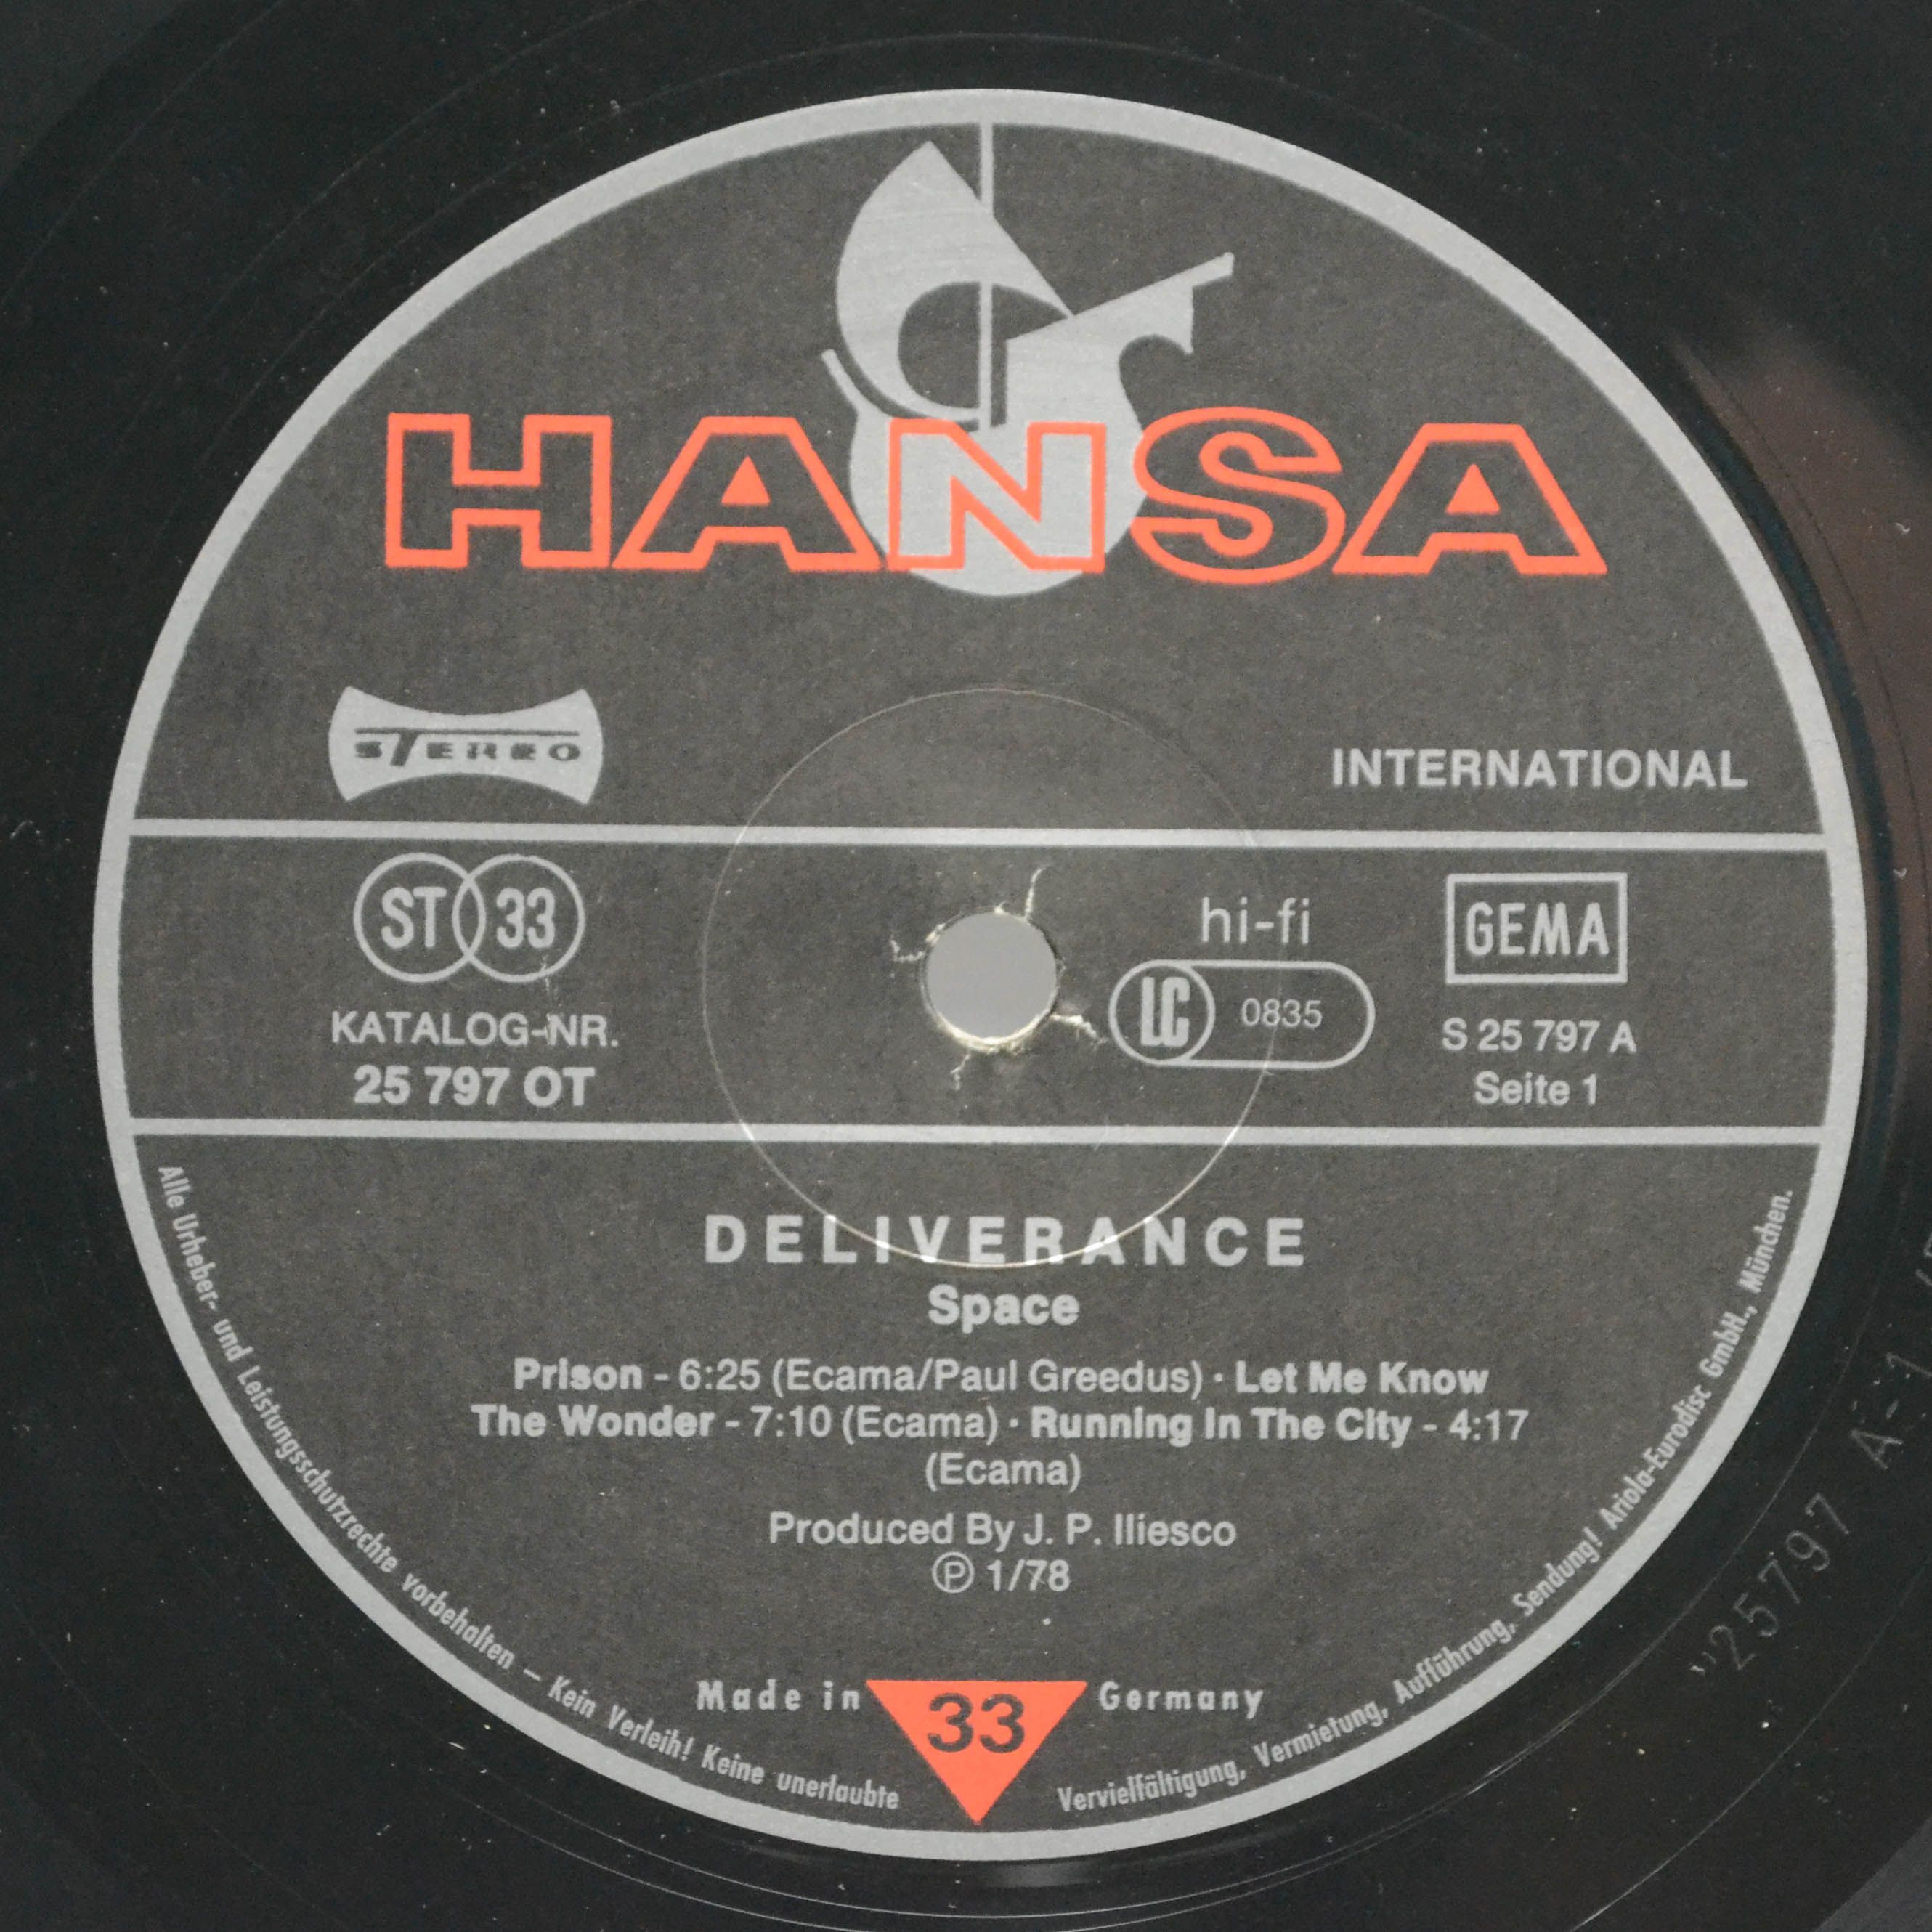 HANSA
STEREO
INTERNATIONAL
ST 33
hi-fi
GEMA
LC 0835
KATALOG-NR.
25 797 OT
S 25 797 A
Seite 1
DELIVERANCE
Space
Prison - 6:25 (Ecama/Paul Greedus) · Let Me Know
The Wonder - 7:10 (Ecama) · Running In The City - 4:17
(Ecama)
Produced By J. P. Iliesco
Ⓟ 1/78
Made in 33 Germany
Alle Urheber- und Leistungsschutzrechte vorbehalten – Kein Verleih! Keine unerlaubte Vervielfältigung, Vermietung, Aufführung, Sendung! Ariola-Eurodisc GmbH., München.
"25797 A-1